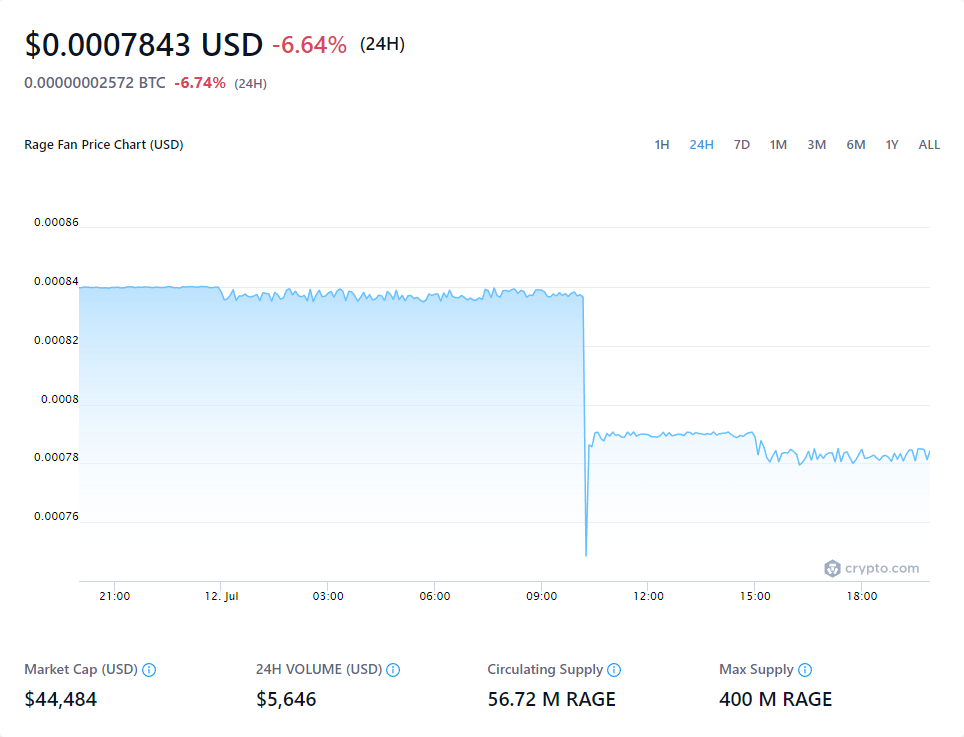 $0.0007843 USD -6.64% (24H)
0.00000002572 BTC -6.74% (24H)
Rage Fan Price Chart (USD)
1H 24H 7D 1M 3M 6M 1Y ALL
0.00086
0.00084
0.00082
0.0008
0.00078
0.00076
crypto.com
21:00 12. Jul 03:00 06:00 09:00 12:00 15:00 18:00
Market Cap (USD) 24H VOLUME (USD) Circulating Supply Max Supply
$44,484 $5,646 56.72 M RAGE 400 M RAGE